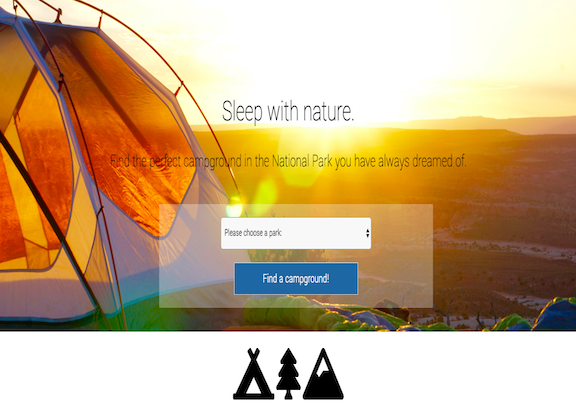 Sleep with nature.
Find the perfect campground in the National Park you have always dreamed of.
Please choose a park:
Find a campground!